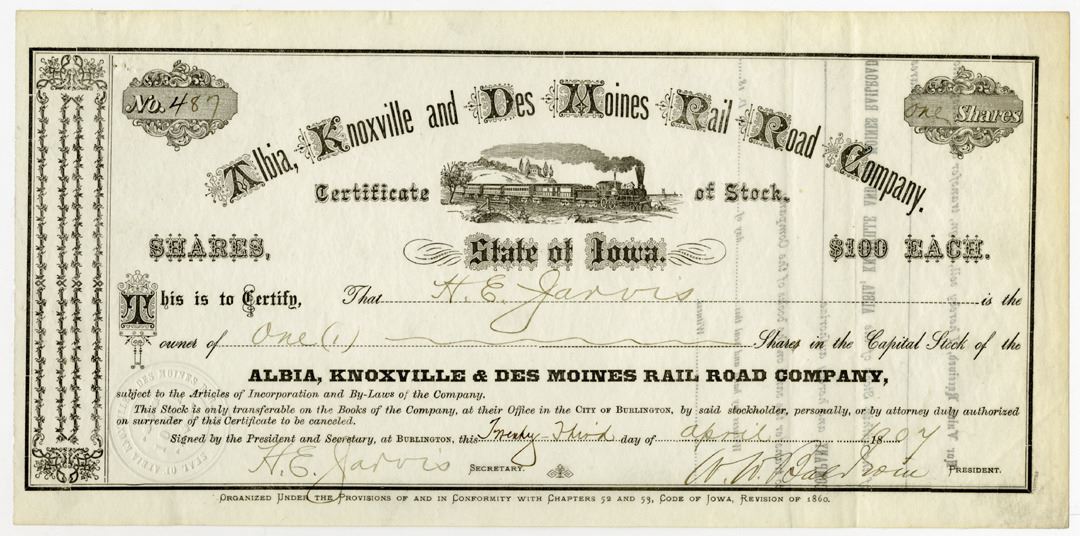 No. 487
One Shares
Albia, Knoxville and Des Moines Rail Road Company.
Certificate of Stock.
SHARES, State of Iowa. $100 EACH.
This is to Certify, That H. E. Jarvis is the
owner of One (1) Shares in the Capital Stock of the
ALBIA, KNOXVILLE & DES MOINES RAIL ROAD COMPANY,
subject to the Articles of Incorporation and By-Laws of the Company.
This Stock is only transferable on the Books of the Company, at their Office in the CITY OF BURLINGTON, by said stockholder, personally, or by attorney duly authorized
on surrender of this Certificate to be canceled.
Signed by the President and Secretary, at BURLINGTON, this Twenty-Third day of april 1907
H. E. Jarvis SECRETARY. W. W. Baldwin PRESIDENT.
ORGANIZED UNDER THE PROVISIONS OF AND IN CONFORMITY WITH CHAPTERS 52 AND 53, CODE OF IOWA, REVISION OF 1860.